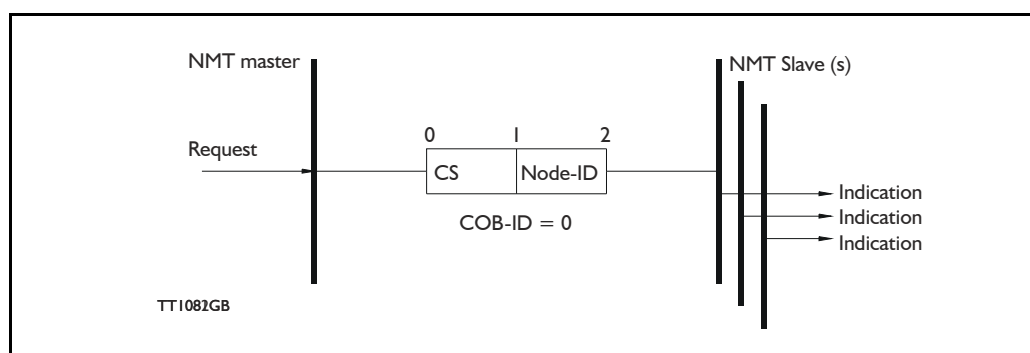 NMT master
NMT Slave (s)
0 1 2
Request
CS Node-ID
Indication
COB-ID = 0
Indication
Indication
TT1082GB